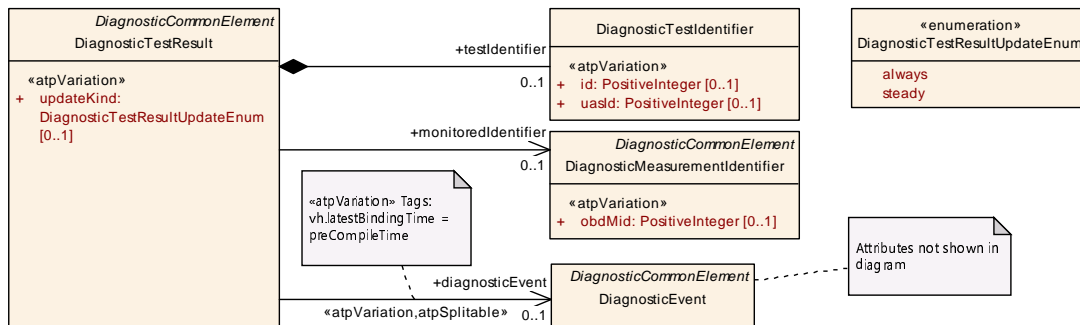 DiagnosticCommonElement
DiagnosticTestResult
«atpVariation»
+ updateKind:
DiagnosticTestResultUpdateEnum
[0..1]
+testIdentifier
0..1
DiagnosticTestIdentifier
«atpVariation»
+ id: PositiveInteger [0..1]
+ uasId: PositiveInteger [0..1]
«enumeration»
DiagnosticTestResultUpdateEnum
always
steady
+monitoredIdentifier
0..1
DiagnosticCommonElement
DiagnosticMeasurementIdentifier
«atpVariation»
+ obdMid: PositiveInteger [0..1]
«atpVariation» Tags:
vh.latestBindingTime =
preCompileTime
+diagnosticEvent
«atpVariation,atpSplitable»
0..1
DiagnosticCommonElement
DiagnosticEvent
Attributes not shown in
diagram